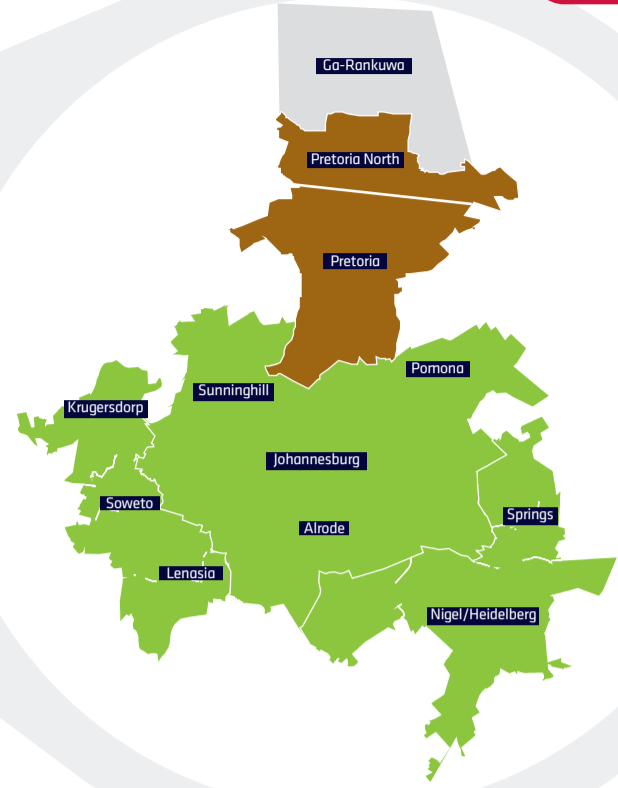 Ga-Rankuwa
Pretoria North
Pretoria
Pomona
Sunninghill
Krugersdorp
Johannesburg
Soweto
Springs
Alrode
Lenasia
Nigel/Heidelberg